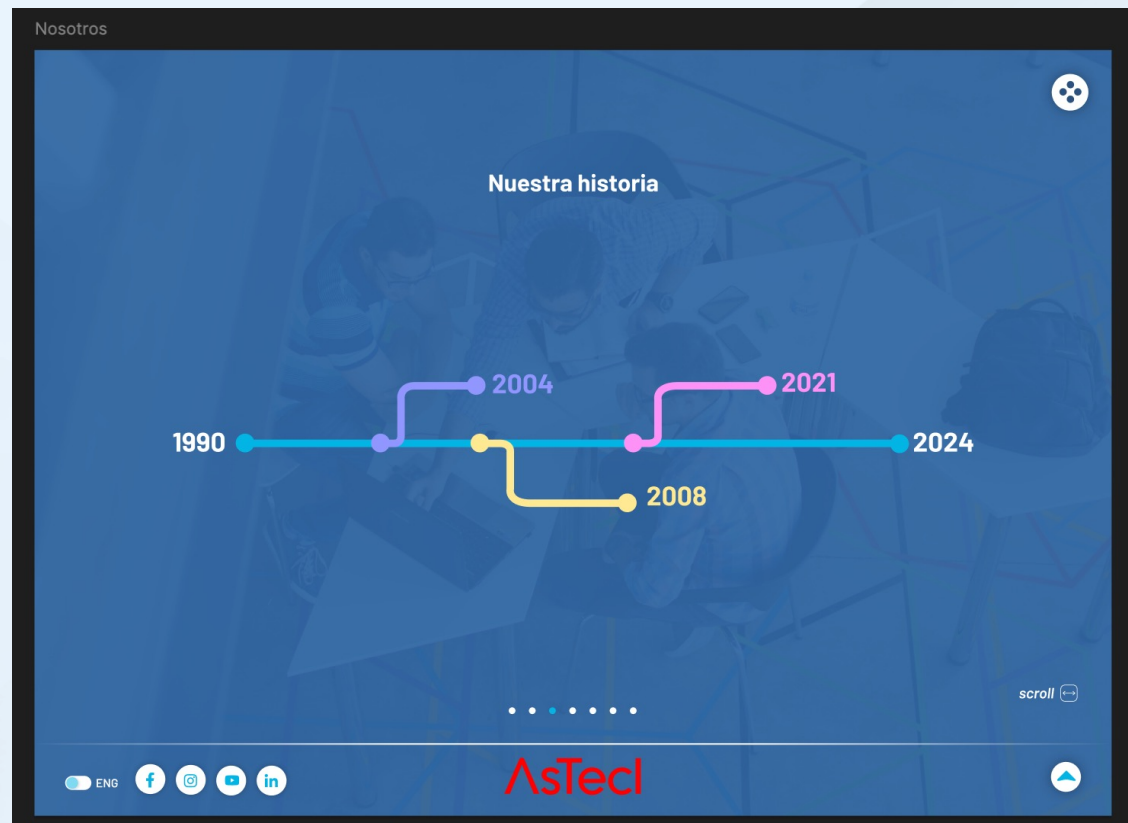 Nosotros
Nuestra historia
2004
2021
1990
2024
2008
scroll
ENG
AsTecI